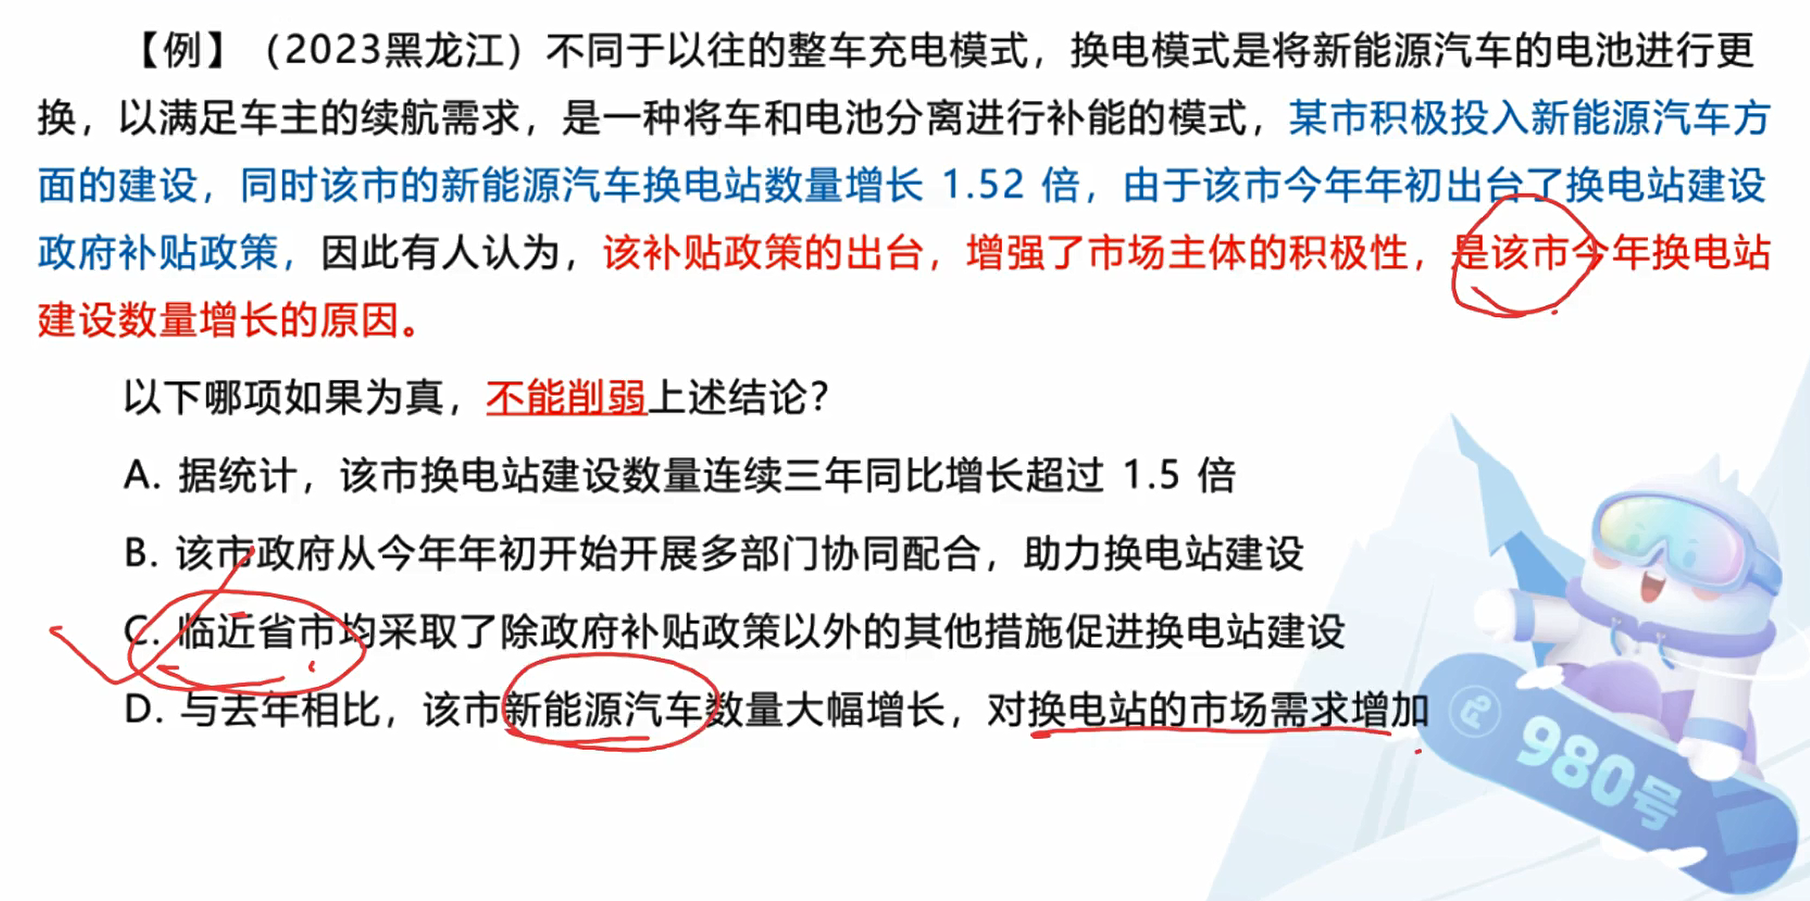 【例】（2023黑龙江）不同于以往的整车充电模式，换电模式是将新能源汽车的电池进行更
换，以满足车主的续航需求，是一种将车和电池分离进行补能的模式，某市积极投入新能源汽车方
面的建设，同时该市的新能源汽车换电站数量增长 1.52 倍，由于该市今年年初出台了换电站建设
政府补贴政策，因此有人认为，该补贴政策的出台，增强了市场主体的积极性，是该市今年换电站
建设数量增长的原因。
以下哪项如果为真，不能削弱上述结论？
A. 据统计，该市换电站建设数量连续三年同比增长超过 1.5 倍
B. 该市政府从今年年初开始开展多部门协同配合，助力换电站建设
C. 临近省市均采取了除政府补贴政策以外的其他措施促进换电站建设
D. 与去年相比，该市新能源汽车数量大幅增长，对换电站的市场需求增加
980号